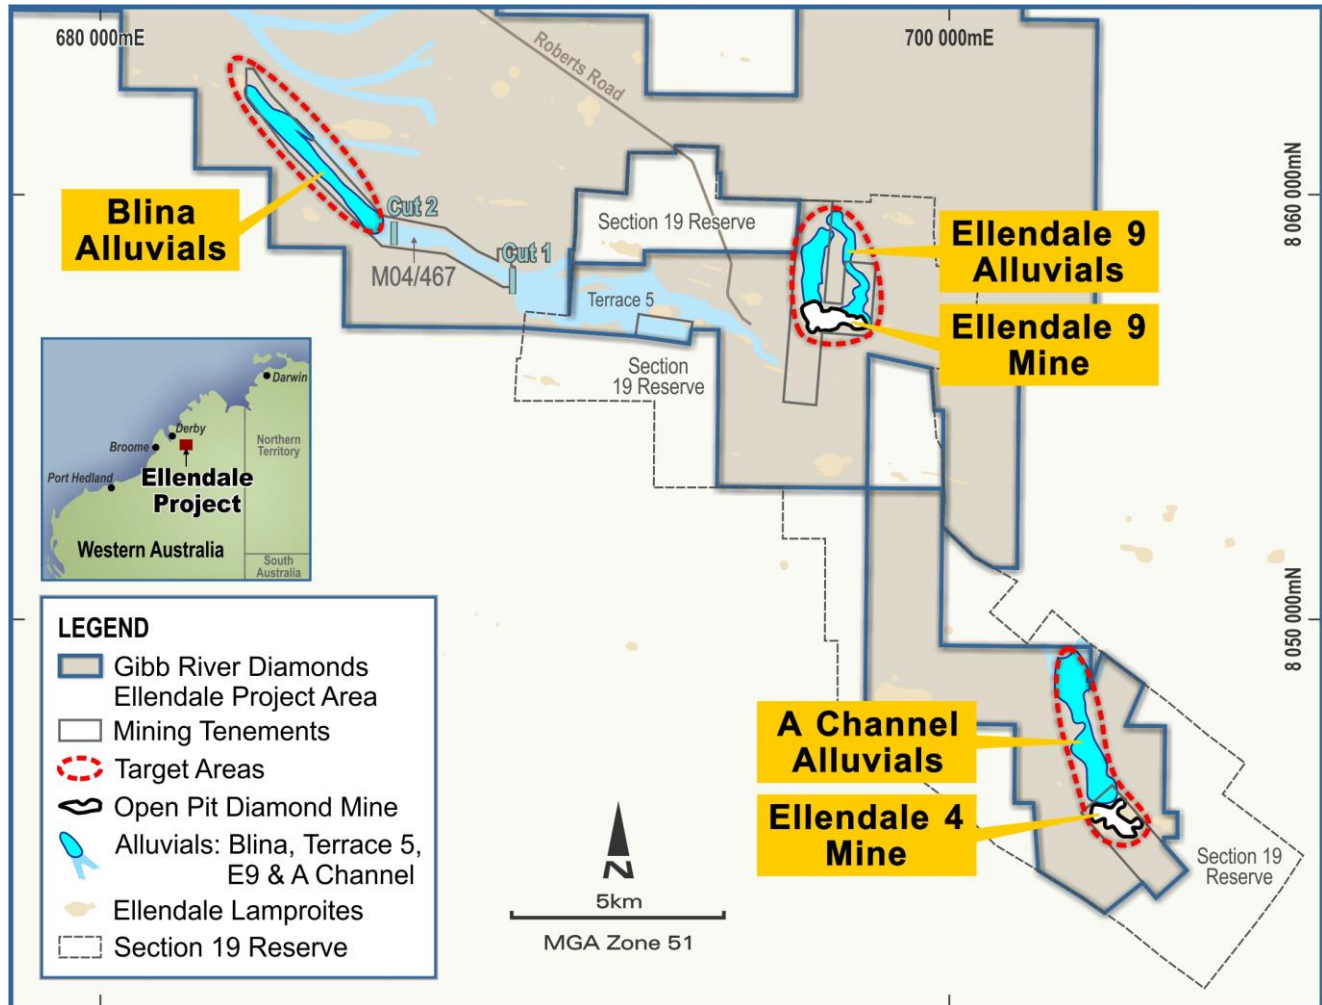 680 000mE
700 000mE
Roberts Road
8 060 000mN
Blina
Alluvials
Cut 2
Section 19 Reserve
Ellendale 9
Alluvials
Cut 1
M04/467
Terrace 5
Ellendale 9
Mine
Section
19 Reserve
Darwin
Derby
Broome
Northern
Territory
Port Hedland
Ellendale
Project
Western Australia
South
Australia
8 050 000mN
LEGEND
Gibb River Diamonds
Ellendale Project Area
Mining Tenements
Target Areas
Open Pit Diamond Mine
Alluvials: Blina, Terrace 5,
E9 & A Channel
Ellendale Lamproites
Section 19 Reserve
A Channel
Alluvials
Ellendale 4
Mine
Section 19
Reserve
N
5km
MGA Zone 51